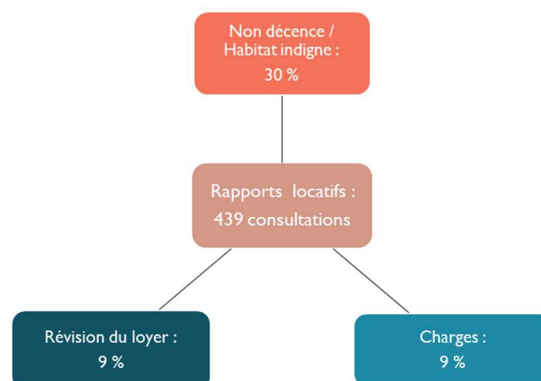 Non décence /
Habitat indigne :
30 %
Rapports locatifs :
439 consultations
Révision du loyer :
9 %
Charges :
9 %